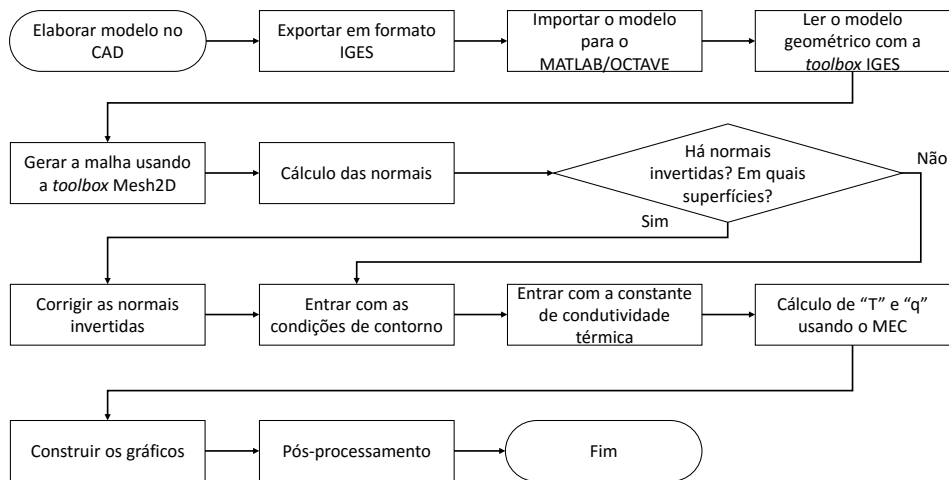 Elaborar modelo no
CAD
Exportar em formato
IGES
Importar o modelo
para o
MATLAB/OCTAVE
Ler o modelo
geométrico com a
toolbox IGES
Gerar a malha usando
a toolbox Mesh2D
Cálculo das normais
Há normais
invertidas? Em quais
superfícies?
Não
Sim
Corrigir as normais
invertidas
Entrar com as
condições de contorno
Entrar com a constante
de condutividade
térmica
Cálculo de “T” e “q”
usando o MEC
Construir os gráficos
Pós-processamento
Fim